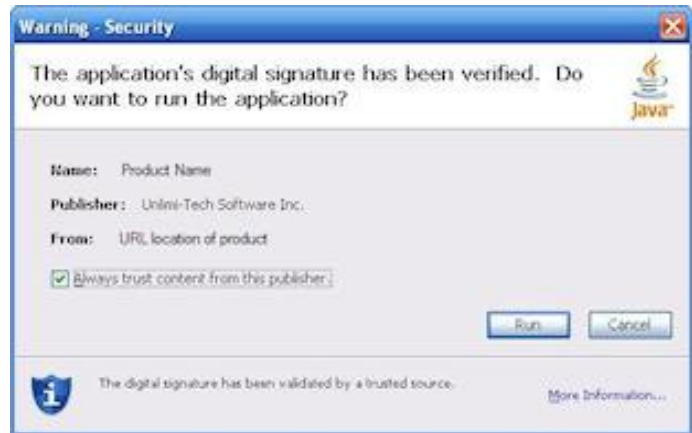 Warning - Security
The application's digital signature has been verified. Do
you want to run the application?
Java
Name: Product Name
Publisher: Unlimi-Tech Software Inc.
From: URL location of product
Always trust content from this publisher.
Run Cancel
The digital signature has been validated by a trusted source.
More Information...